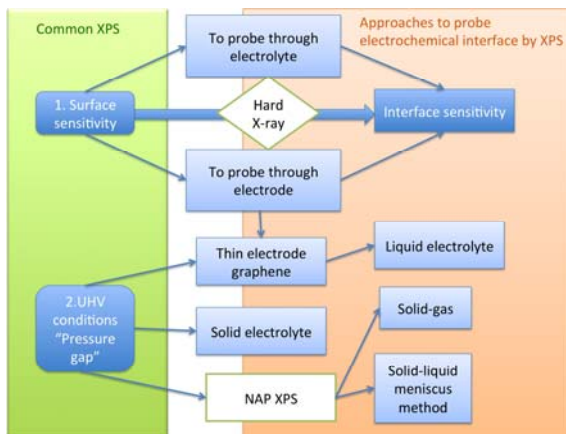 Common XPS
Approaches to probe
electrochemical interface by XPS
To probe through
electrolyte
1. Surface
sensitivity
Hard
X-ray
Interface sensitivity
To probe through
electrode
Thin electrode
graphene
Liquid electrolyte
2.UHV
conditions
“Pressure
gap”
Solid electrolyte
Solid-gas
NAP XPS
Solid-liquid
meniscus
method